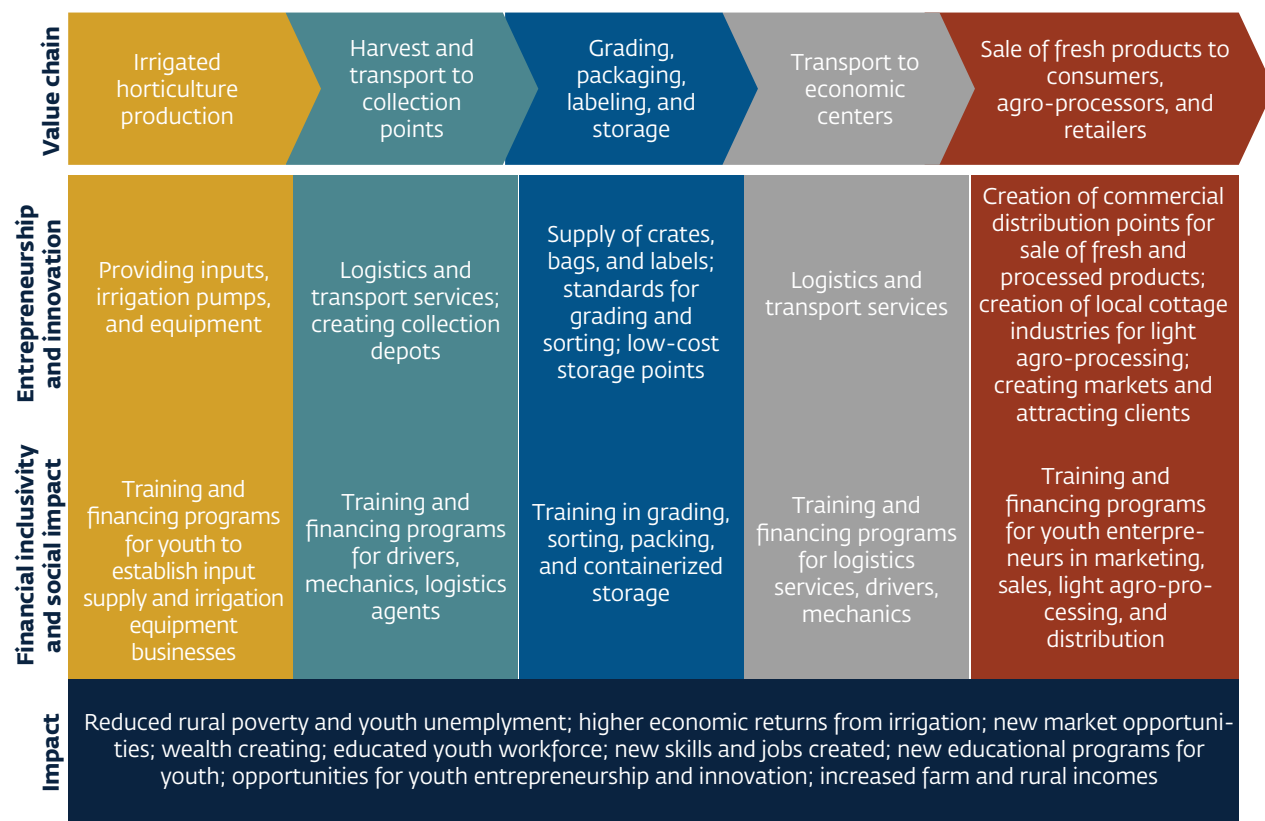 Value chain
Irrigated
horticulture
production
Harvest and
transport to
collection
points
Grading,
packaging,
labeling, and
storage
Transport to
economic
centers
Sale of fresh products to
consumers,
agro-processors, and
retailers
Entrepreneurship
and innovation
Providing inputs,
irrigation pumps,
and equipment
Logistics and
transport services;
creating collection
depots
Supply of crates,
bags, and labels;
standards for
grading and
sorting; low-cost
storage points
Logistics and
transport services
Creation of commercial
distribution points for
sale of fresh and
processed products;
creation of local cottage
industries for light
agro-processing;
creating markets and
attracting clients
Financial inclusivity
and social impact
Training and
financing programs
for youth to
establish input
supply and irrigation
equipment
businesses
Training and
financing programs
for drivers,
mechanics, logistics
agents
Training in grading,
sorting, packing,
and containerized
storage
Training and
financing programs
for logistics
services, drivers,
mechanics
Training and
financing programs
for youth enterpre-
neurs in marketing,
sales, light agro-pro-
cessing, and
distribution
Impact
Reduced rural poverty and youth unemplyment; higher economic returns from irrigation; new market opportuni-
ties; wealth creating; educated youth workforce; new skills and jobs created; new educational programs for
youth; opportunities for youth entrepreneurship and innovation; increased farm and rural incomes